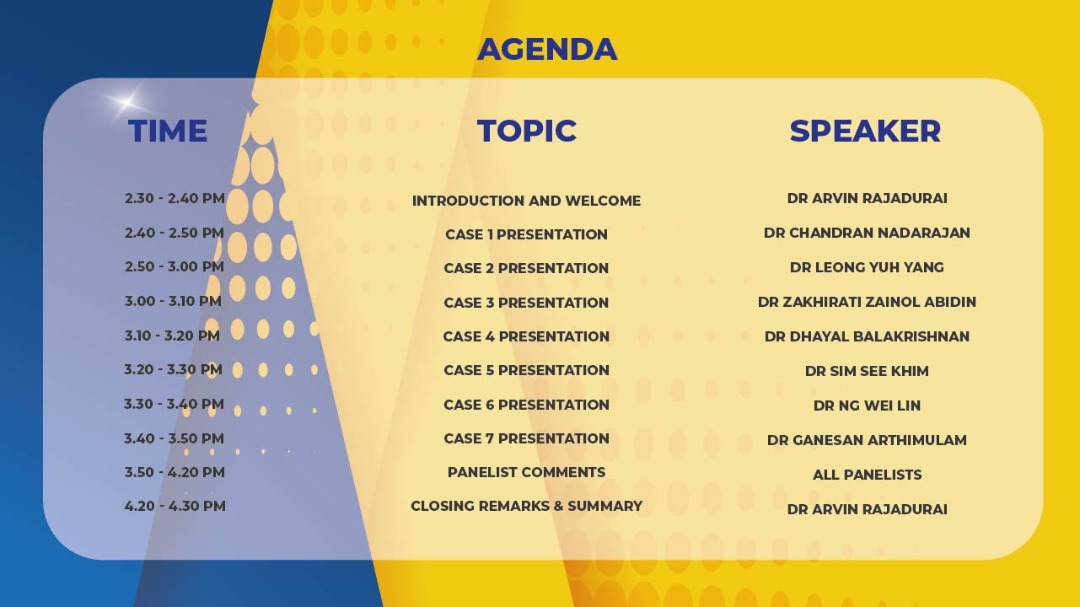 AGENDA
TIME TOPIC SPEAKER
2.30 - 2.40 PM INTRODUCTION AND WELCOME DR ARVIN RAJADURAI
2.40 - 2.50 PM CASE 1 PRESENTATION DR CHANDRAN NADARAJAN
2.50 - 3.00 PM CASE 2 PRESENTATION DR LEONG YUH YANG
3.00 - 3.10 PM CASE 3 PRESENTATION DR ZAKHIRATI ZAINOL ABIDIN
3.10 - 3.20 PM CASE 4 PRESENTATION DR DHAYAL BALAKRISHNAN
3.20 - 3.30 PM CASE 5 PRESENTATION DR SIM SEE KHIM
3.30 - 3.40 PM CASE 6 PRESENTATION DR NG WEI LIN
3.40 - 3.50 PM CASE 7 PRESENTATION DR GANESAN ARTHIMULAM
3.50 - 4.20 PM PANELIST COMMENTS ALL PANELISTS
4.20 - 4.30 PM CLOSING REMARKS & SUMMARY DR ARVIN RAJADURAI